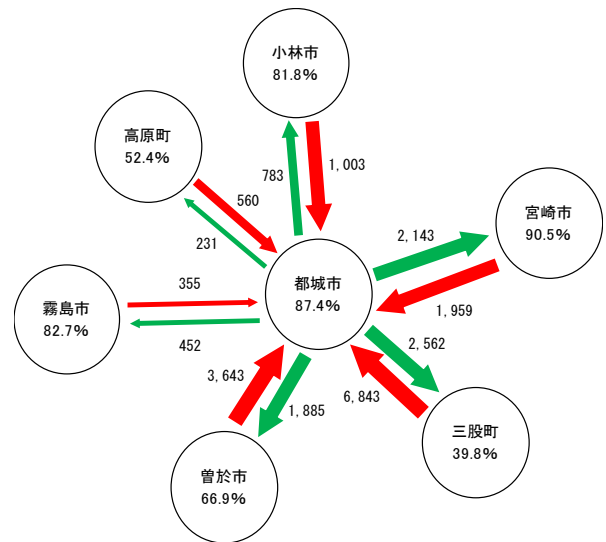 小林市
81.8%
高原町
52.4%
783
1,003
560
231
宮崎市
90.5%
2,143
都城市
87.4%
1,959
355
霧島市
82.7%
452
2,562
3,643
6,843
1,885
三股町
39.8%
曽於市
66.9%